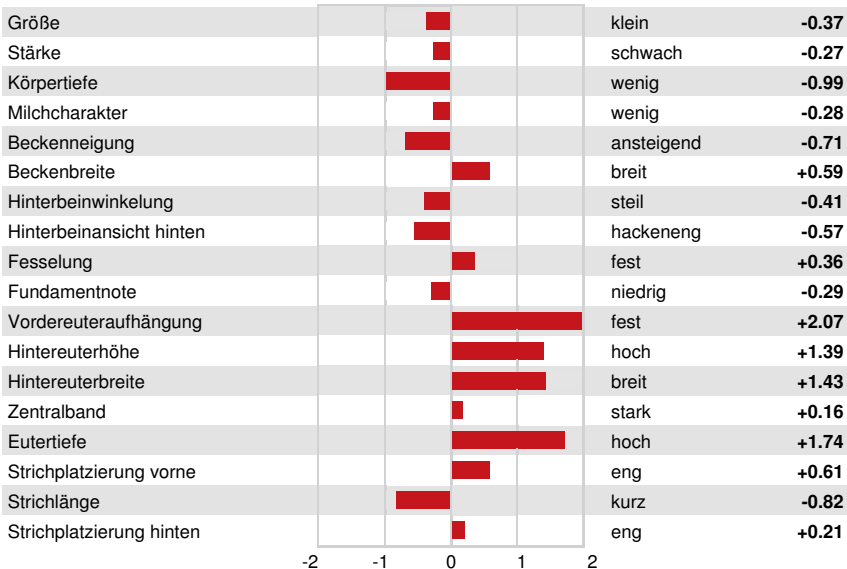 Größe klein -0.37
Stärke schwach -0.27
Körpertiefe wenig -0.99
Milchcharakter wenig -0.28
Beckenneigung ansteigend -0.71
Beckenbreite breit +0.59
Hinterbeinwinkelung steil -0.41
Hinterbeinansicht hinten hackeneng -0.57
Fesselung fest +0.36
Fundamentnote niedrig -0.29
Vordereuteraufhängung fest +2.07
Hintereuterhöhe hoch +1.39
Hintereuterbreite breit +1.43
Zentralband stark +0.16
Eutertiefe hoch +1.74
Strichplatzierung vorne eng +0.61
Strichlänge kurz -0.82
Strichplatzierung hinten eng +0.21
-2 -1 0 1 2